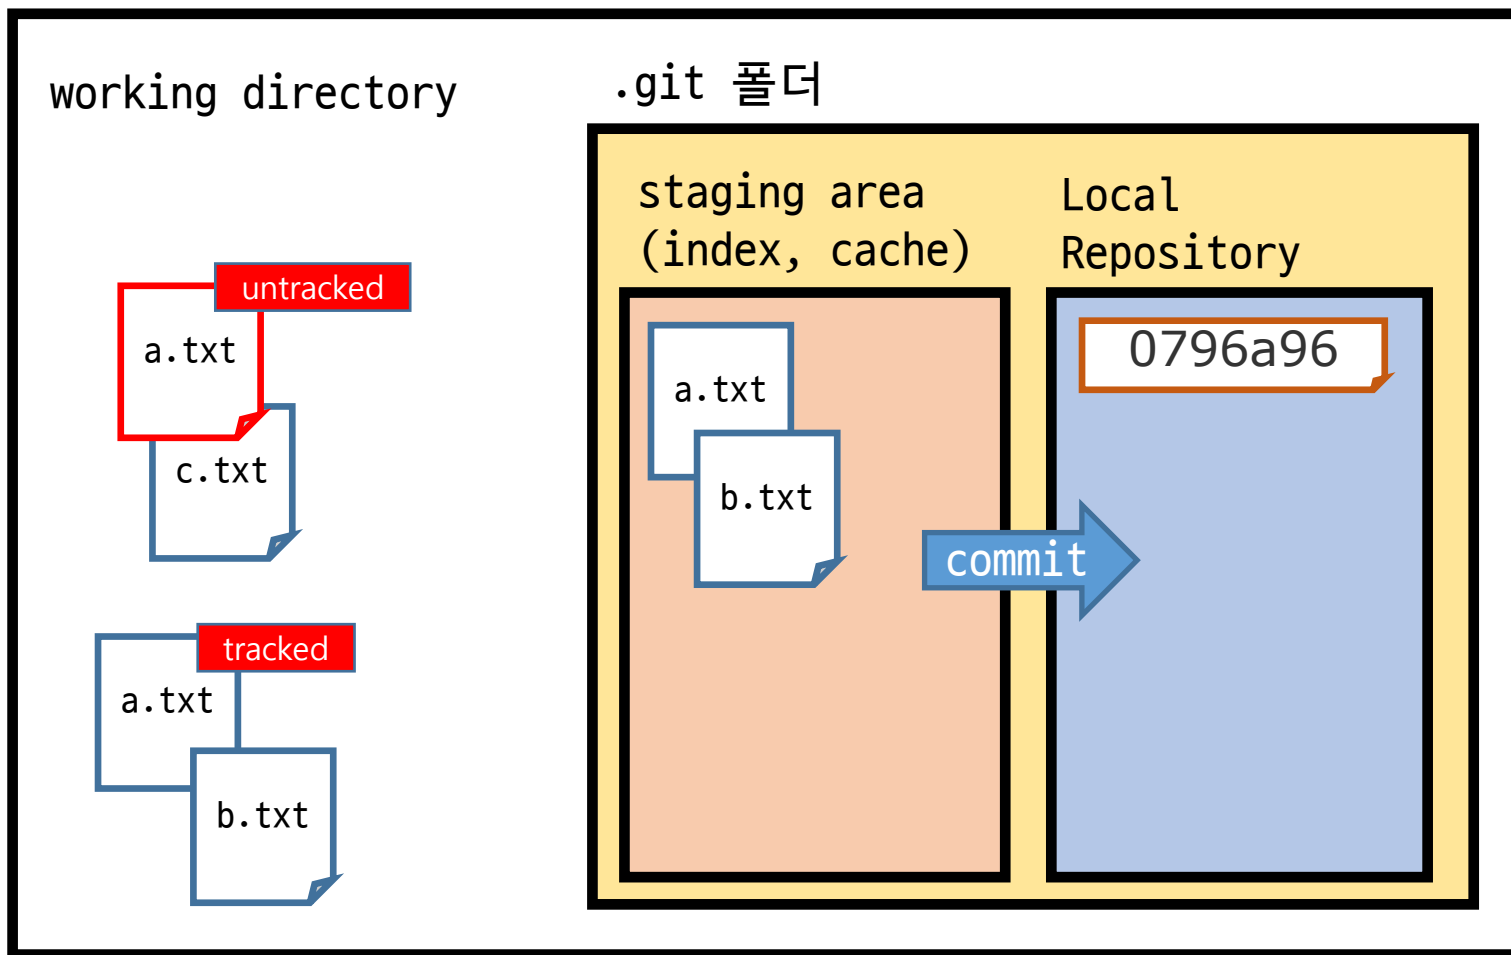 working directory
.git 폴더
untracked
a.txt
c.txt
tracked
a.txt
b.txt
staging area
(index, cache)
a.txt
b.txt
commit
Local
Repository
0796a96